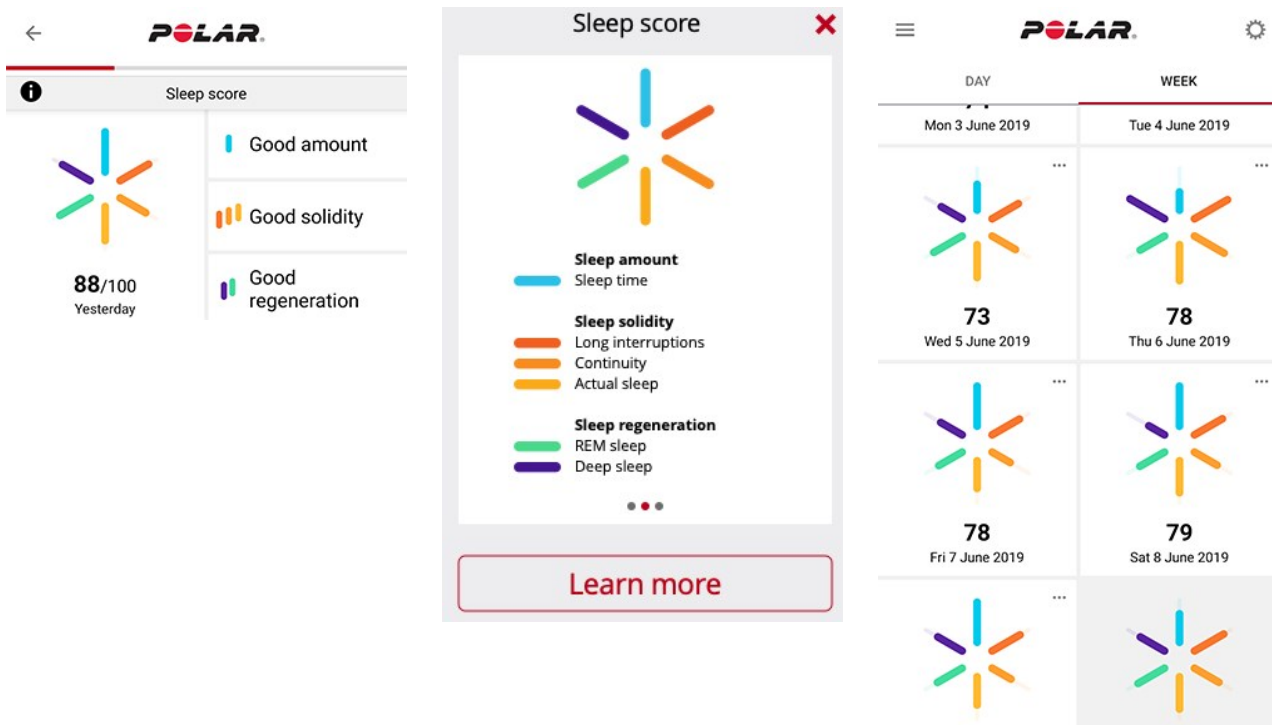 POLAR
Sleep score
Good amount
Good solidity
Good
regeneration
88/100
Yesterday
Sleep score
Sleep amount
Sleep time
Sleep solidity
Long interruptions
Continuity
Actual sleep
Sleep regeneration
REM sleep
Deep sleep
Learn more
POLAR
DAY
WEEK
Mon 3 June 2019
Tue 4 June 2019
73
Wed 5 June 2019
78
Thu 6 June 2019
78
Fri 7 June 2019
79
Sat 8 June 2019